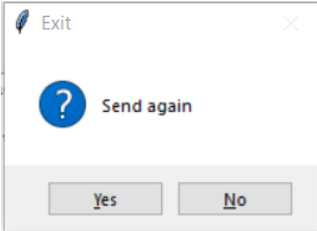 Exit
Send again
Yes
No